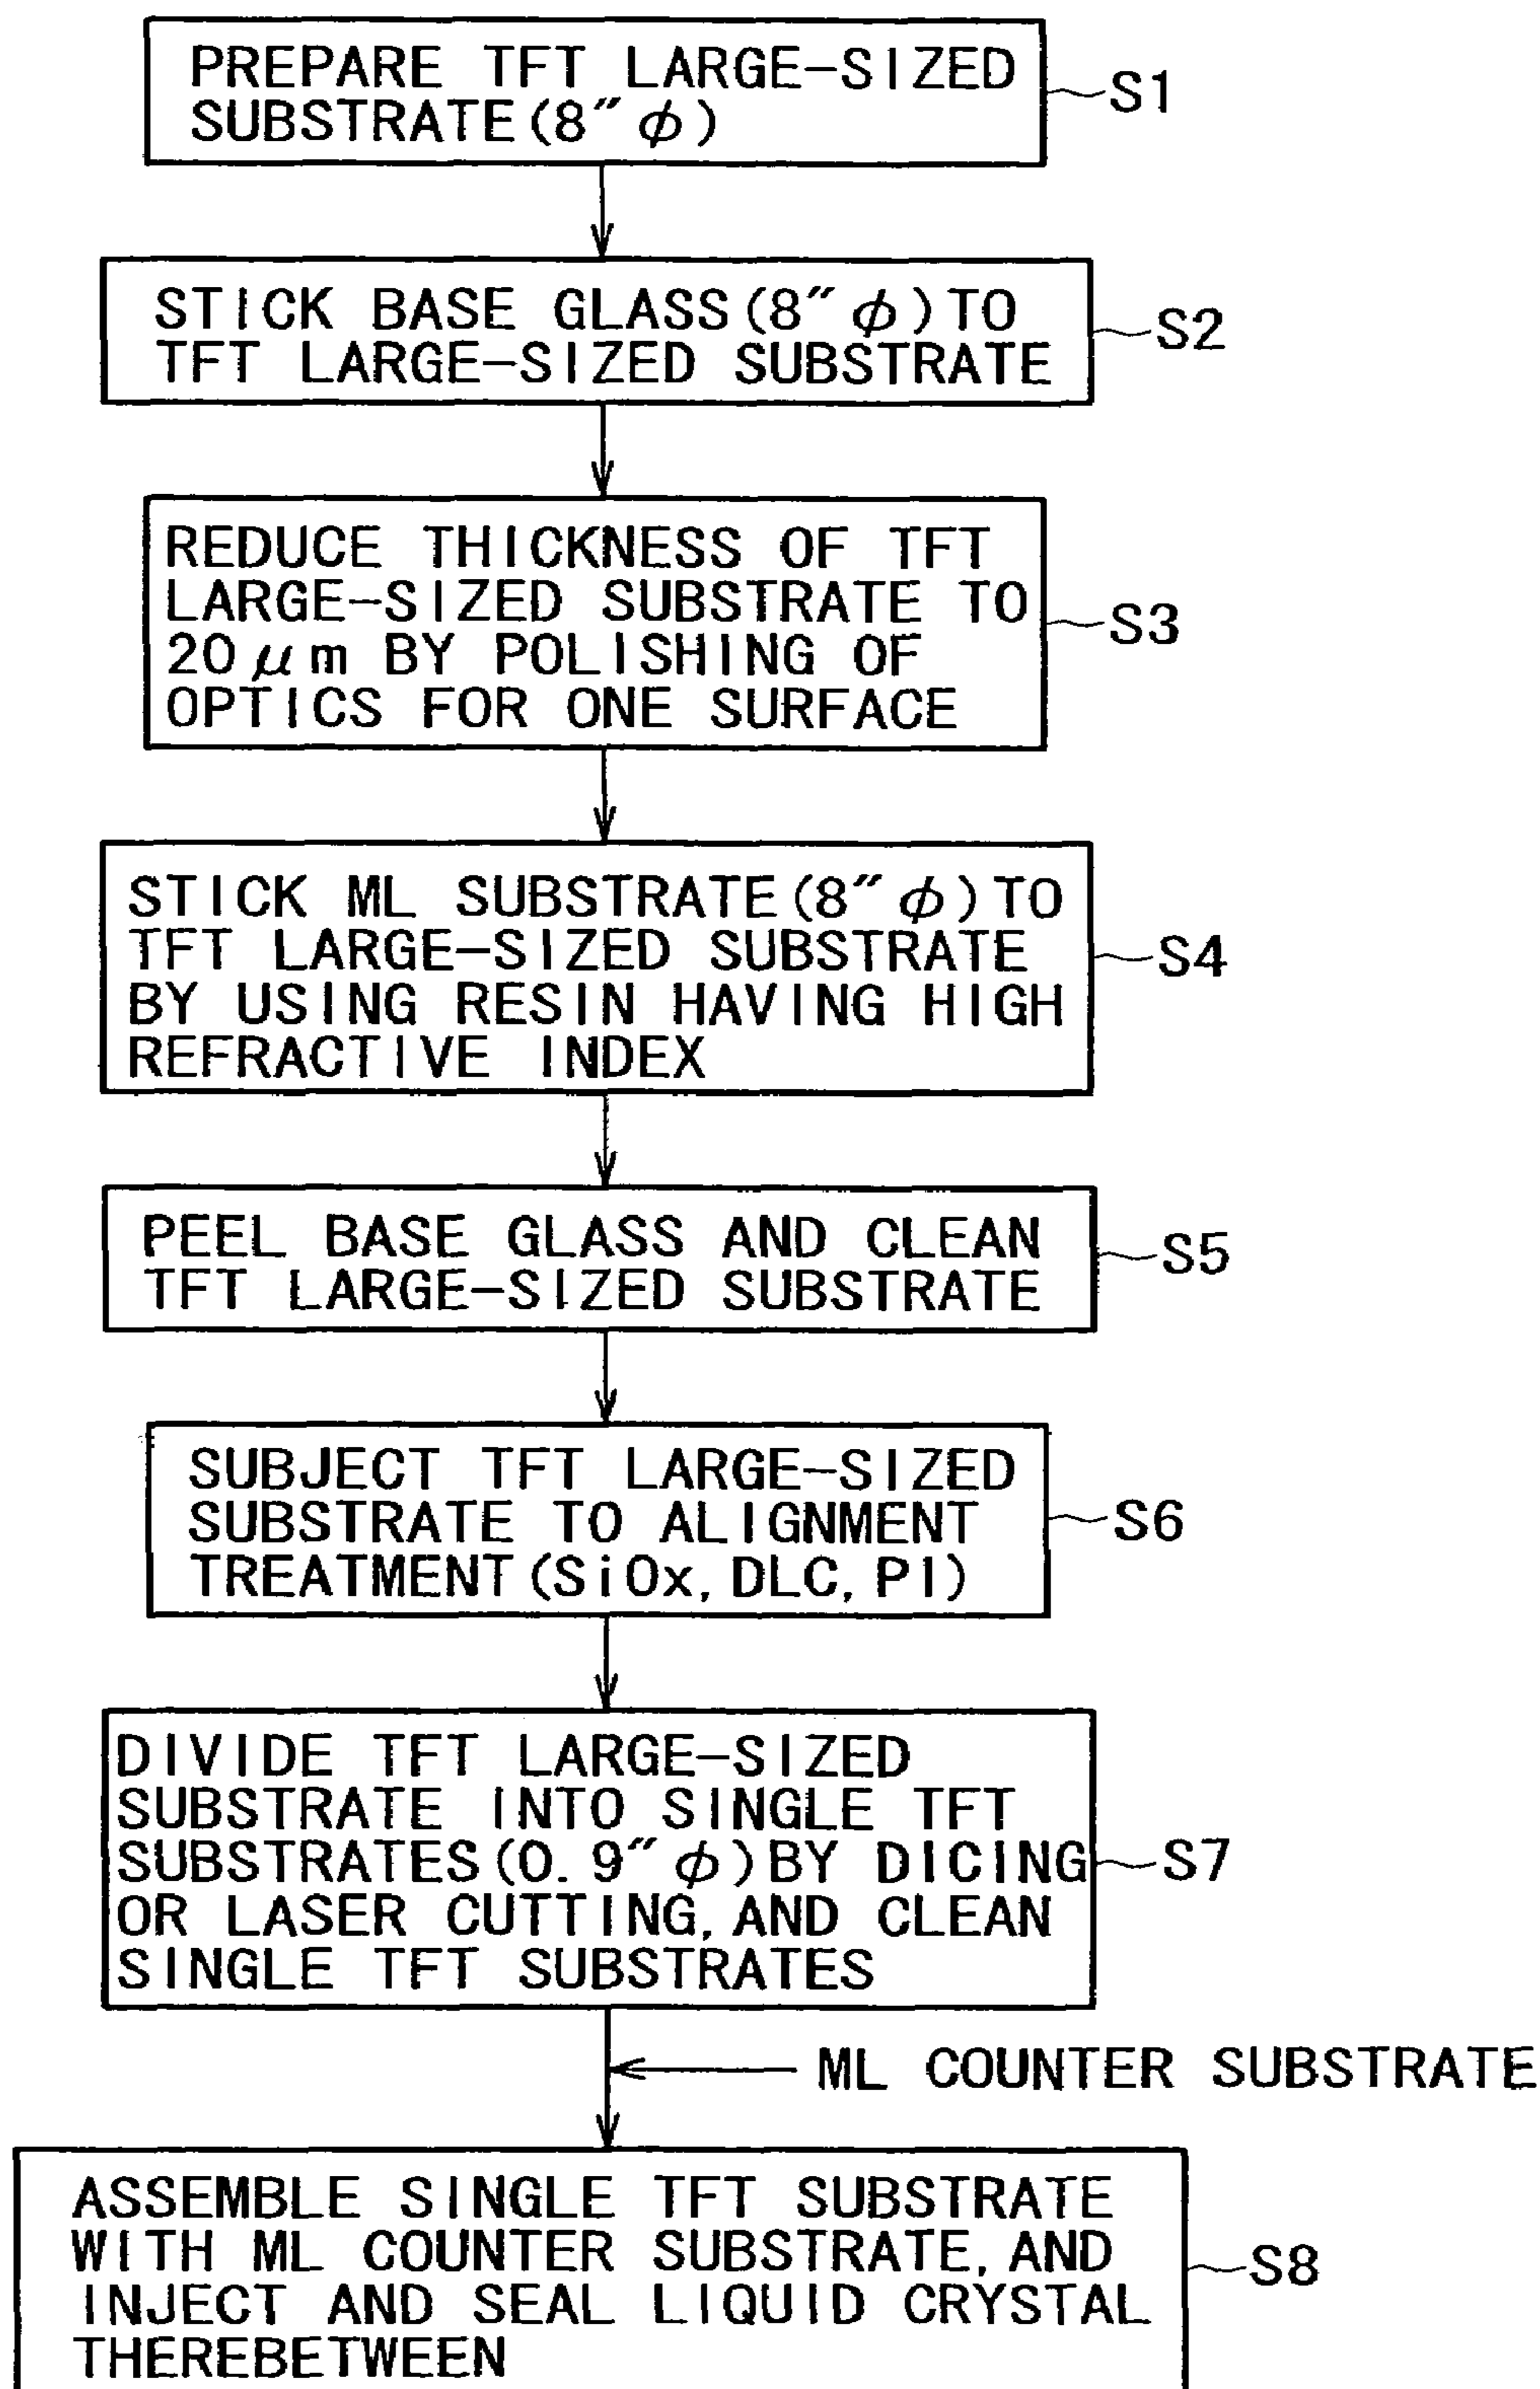 PREPARE TFT LARGE-SIZED
SUBSTRATE(8″φ)
S1
STICK BASE GLASS(8″φ)TO
TFT LARGE-SIZED SUBSTRATE
S2
REDUCE THICKNESS OF TFT
LARGE-SIZED SUBSTRATE TO
20μm BY POLISHING OF
OPTICS FOR ONE SURFACE
S3
STICK ML SUBSTRATE(8″φ)TO
TFT LARGE-SIZED SUBSTRATE
BY USING RESIN HAVING HIGH
REFRACTIVE INDEX
S4
PEEL BASE GLASS AND CLEAN
TFT LARGE-SIZED SUBSTRATE
S5
SUBJECT TFT LARGE-SIZED
SUBSTRATE TO ALIGNMENT
TREATMENT(SiOx, DLC, PI)
S6
DIVIDE TFT LARGE-SIZED
SUBSTRATE INTO SINGLE TFT
SUBSTRATES(0.9″φ)BY DICING
OR LASER CUTTING, AND CLEAN
SINGLE TFT SUBSTRATES
S7
ML COUNTER SUBSTRATE
ASSEMBLE SINGLE TFT SUBSTRATE
WITH ML COUNTER SUBSTRATE, AND
INJECT AND SEAL LIQUID CRYSTAL
THEREBETWEEN
S8